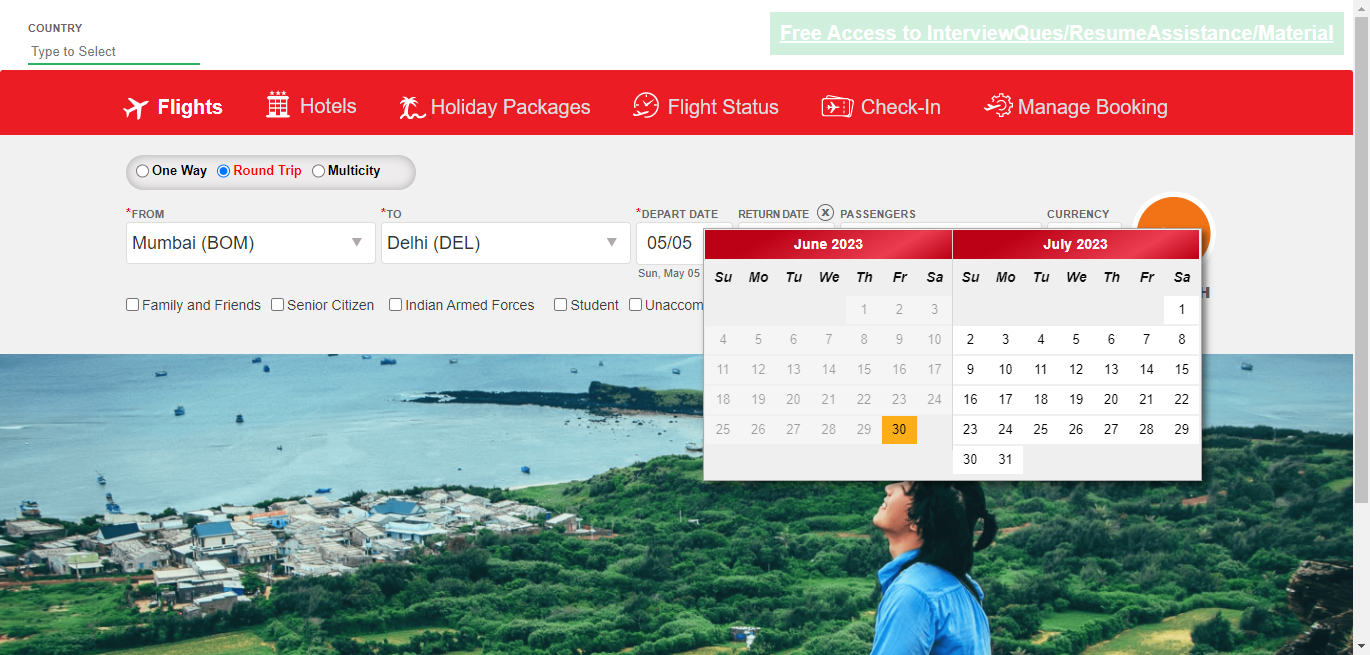 COUNTRY
Type to Select
Free Access to InterviewQues/ResumeAssistance/Material
Flights Hotels Holiday Packages Flight Status Check-In Manage Booking
One Way Round Trip Multicity
*FROM *TO *DEPART DATE RETURN DATE X PASSENGERS CURRENCY
Mumbai (BOM) Delhi (DEL) 05/05
Sun, May 05
Family and Friends Senior Citizen Indian Armed Forces Student Unaccom
June 2023 July 2023
Su Mo Tu We Th Fr Sa Su Mo Tu We Th Fr Sa
1 2 3 1
4 5 6 7 8 9 10 2 3 4 5 6 7 8
11 12 13 14 15 16 17 9 10 11 12 13 14 15
18 19 20 21 22 23 24 16 17 18 19 20 21 22
25 26 27 28 29 30 23 24 25 26 27 28 29
30 31